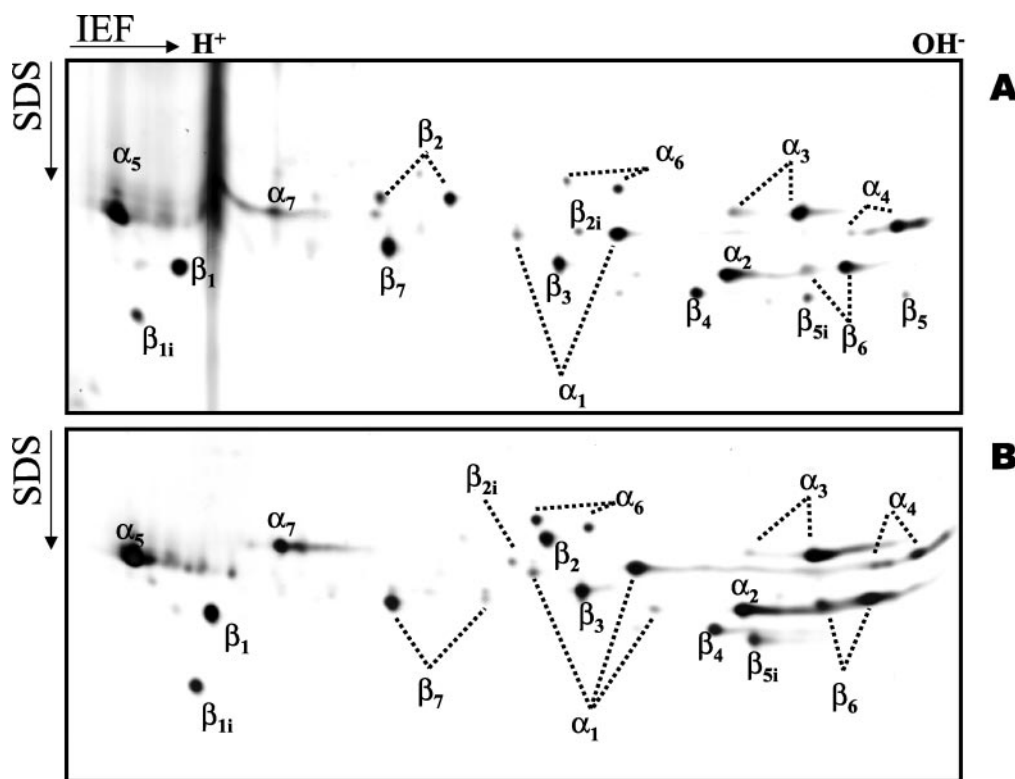 IEF H⁺ OH⁻
SDS
A
α₅ α₇ β₂ α₆ α₃ α₄
β₂ᵢ
β₁ β₇ β₃ α₂
β₄ β₅ᵢ β₆ β₅
β₁ᵢ
α₁
SDS
B
β₂ᵢ α₆ α₃ α₄
α₅ α₇ β₂
β₃ α₂
β₁ β₄ β₅ᵢ
β₇ β₆
β₁ᵢ α₁